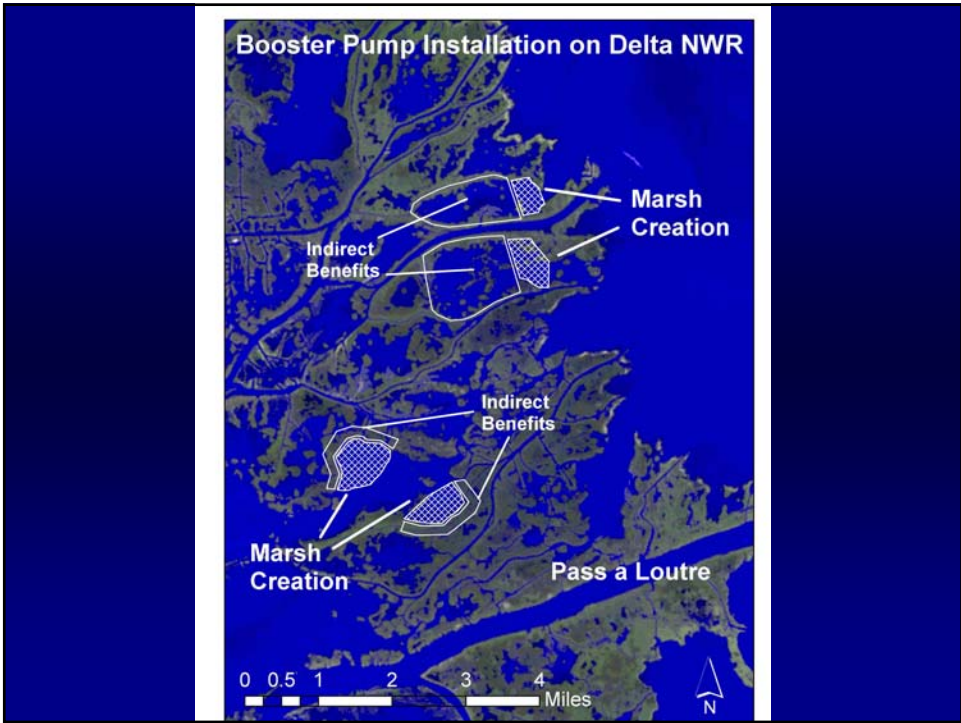 Booster Pump Installation on Delta NWR
Marsh
Creation
Indirect
Benefits
Indirect
Benefits
Marsh
Creation
Pass a Loutre
0 0.5 1 2 3 4
Miles
N